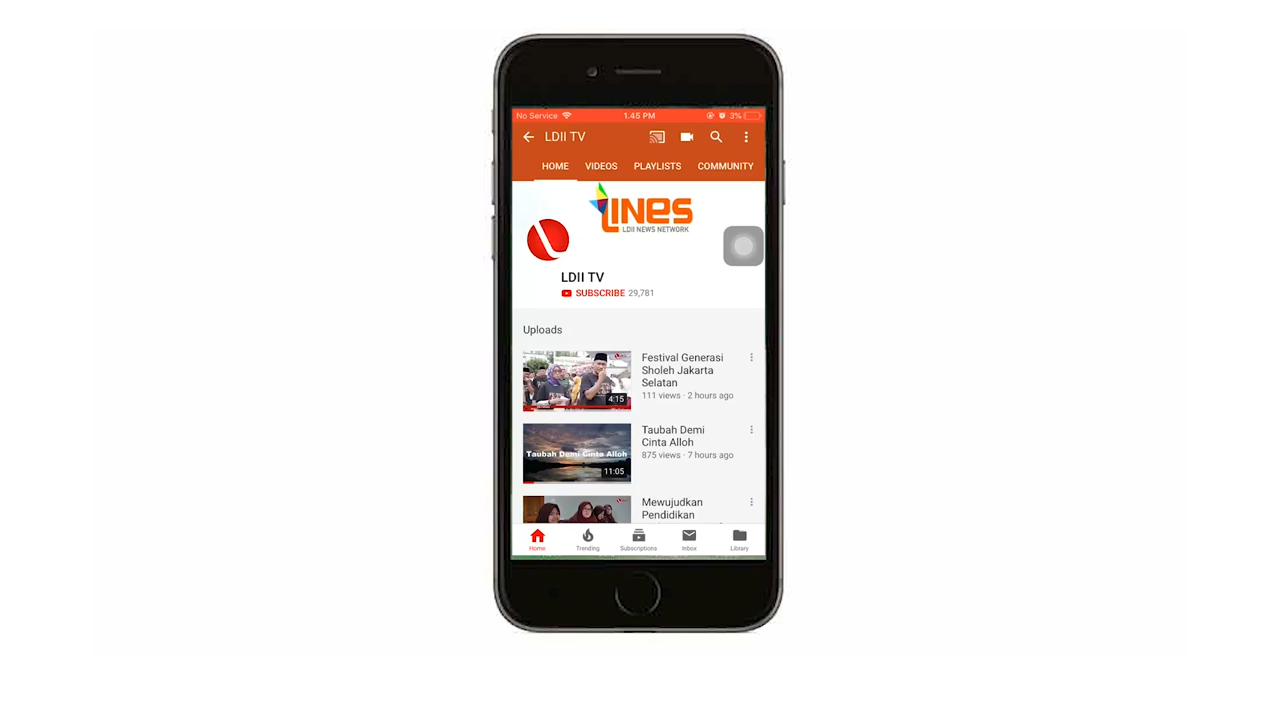 No Service 1.45 PM 3%
LDII TV
HOME VIDEOS PLAYLISTS COMMUNITY
LINES
LDII NEWS NETWORK
LDII TV
SUBSCRIBE 29,781
Uploads
Festival Generasi
Sholeh Jakarta
Selatan
111 views · 2 hours ago
4:15
Taubah Demi
Cinta Alloh
875 views · 7 hours ago
Taubah Demi Cinta Alloh
11:05
Mewujudkan
Pendidikan
Home Trending Subscriptions Inbox Library